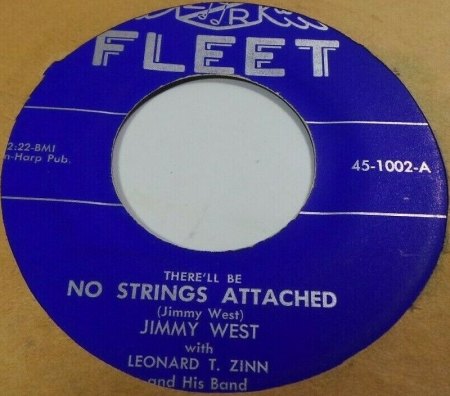 FLEET
2:22-BMI
n-Harp Pub.
45-1002-A
THERE'LL BE
NO STRINGS ATTACHED
(Jimmy West)
JIMMY WEST
with
LEONARD T. ZINN
and His Band